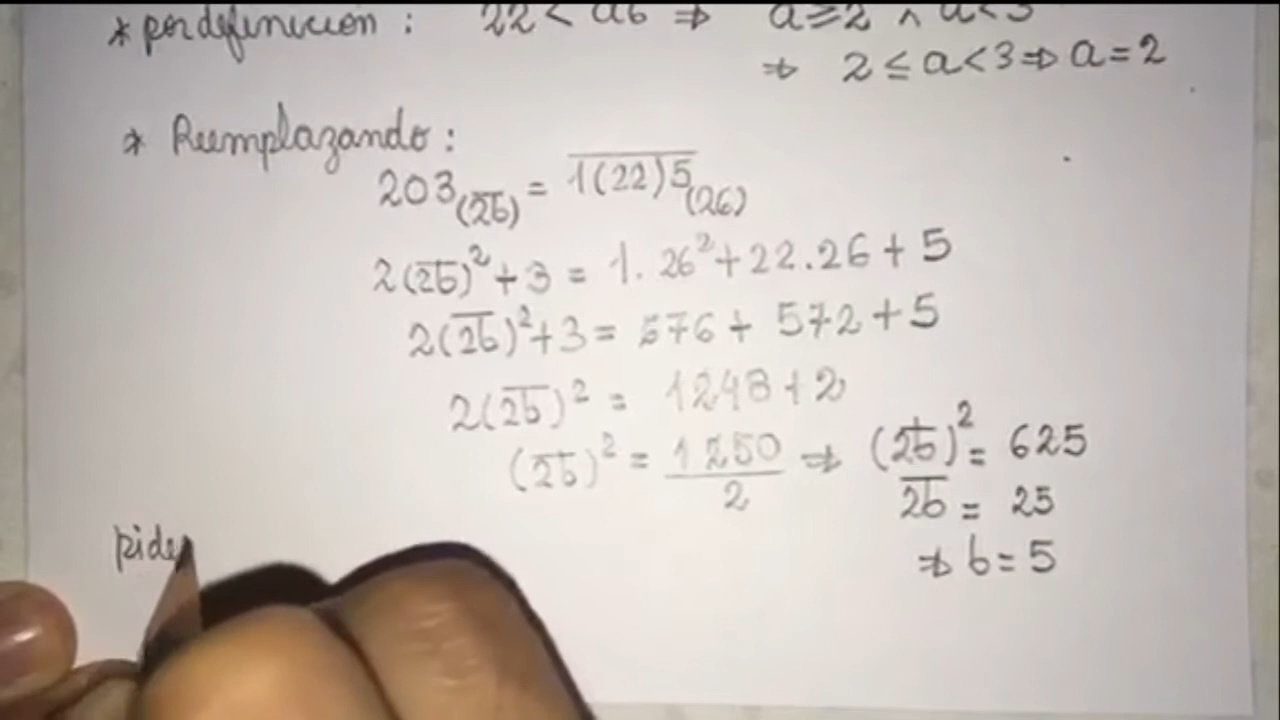 * por definición : 22 < ab ⇒ a≥2 ∧ a<3
⇒ 2 ≤ a<3 ⇒ a=2
* Reemplazando :
203(2b) = 1(22)5(26)
2(2b)² + 3 = 1. 26² + 22.26 + 5
2(2b)² + 3 = 576 + 572 + 5
2(2b)² = 1248 + 2
(2b)² = 1250/2 ⇒ (2b)² = 625
2b = 25
⇒ b = 5
piden